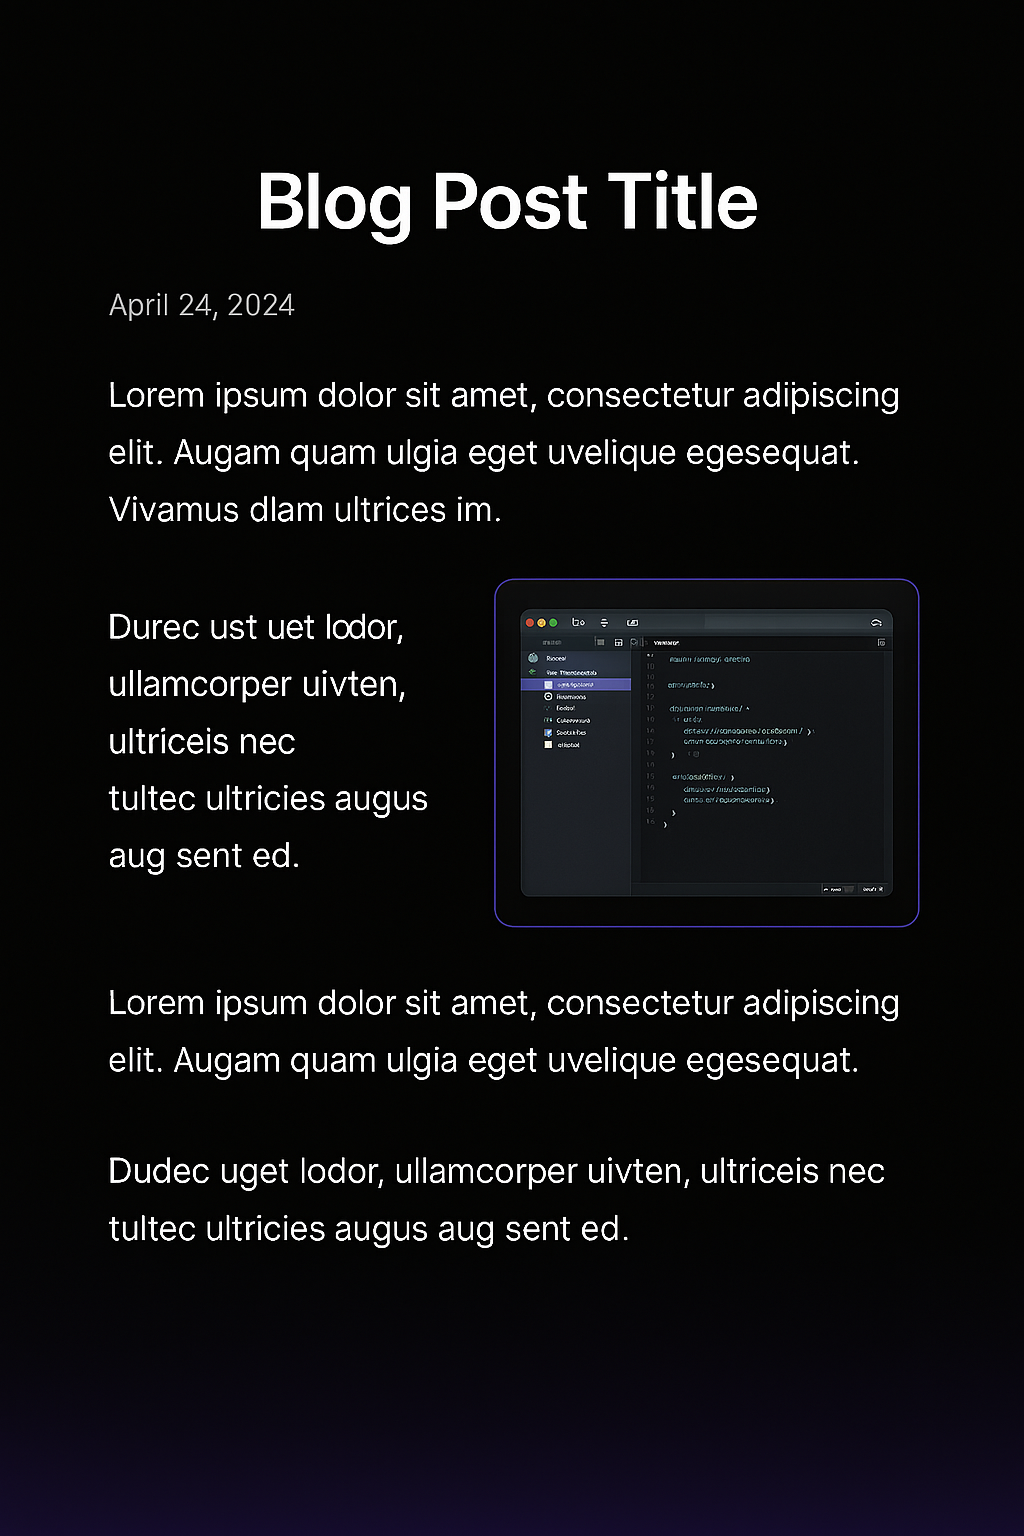 Blog Post Title
April 24, 2024
Lorem ipsum dolor sit amet, consectetur adipiscing
elit. Augam quam ulgia eget uvelique egesequat.
Vivamus dlam ultrices im.
Durec ust uet lodor,
ullamcorper uivten,
ultriceis nec
tultec ultricies augus
aug sent ed.
Lorem ipsum dolor sit amet, consectetur adipiscing
elit. Augam quam ulgia eget uvelique egesequat.
Dudec uget lodor, ullamcorper uivten, ultriceis nec
tultec ultricies augus aug sent ed.